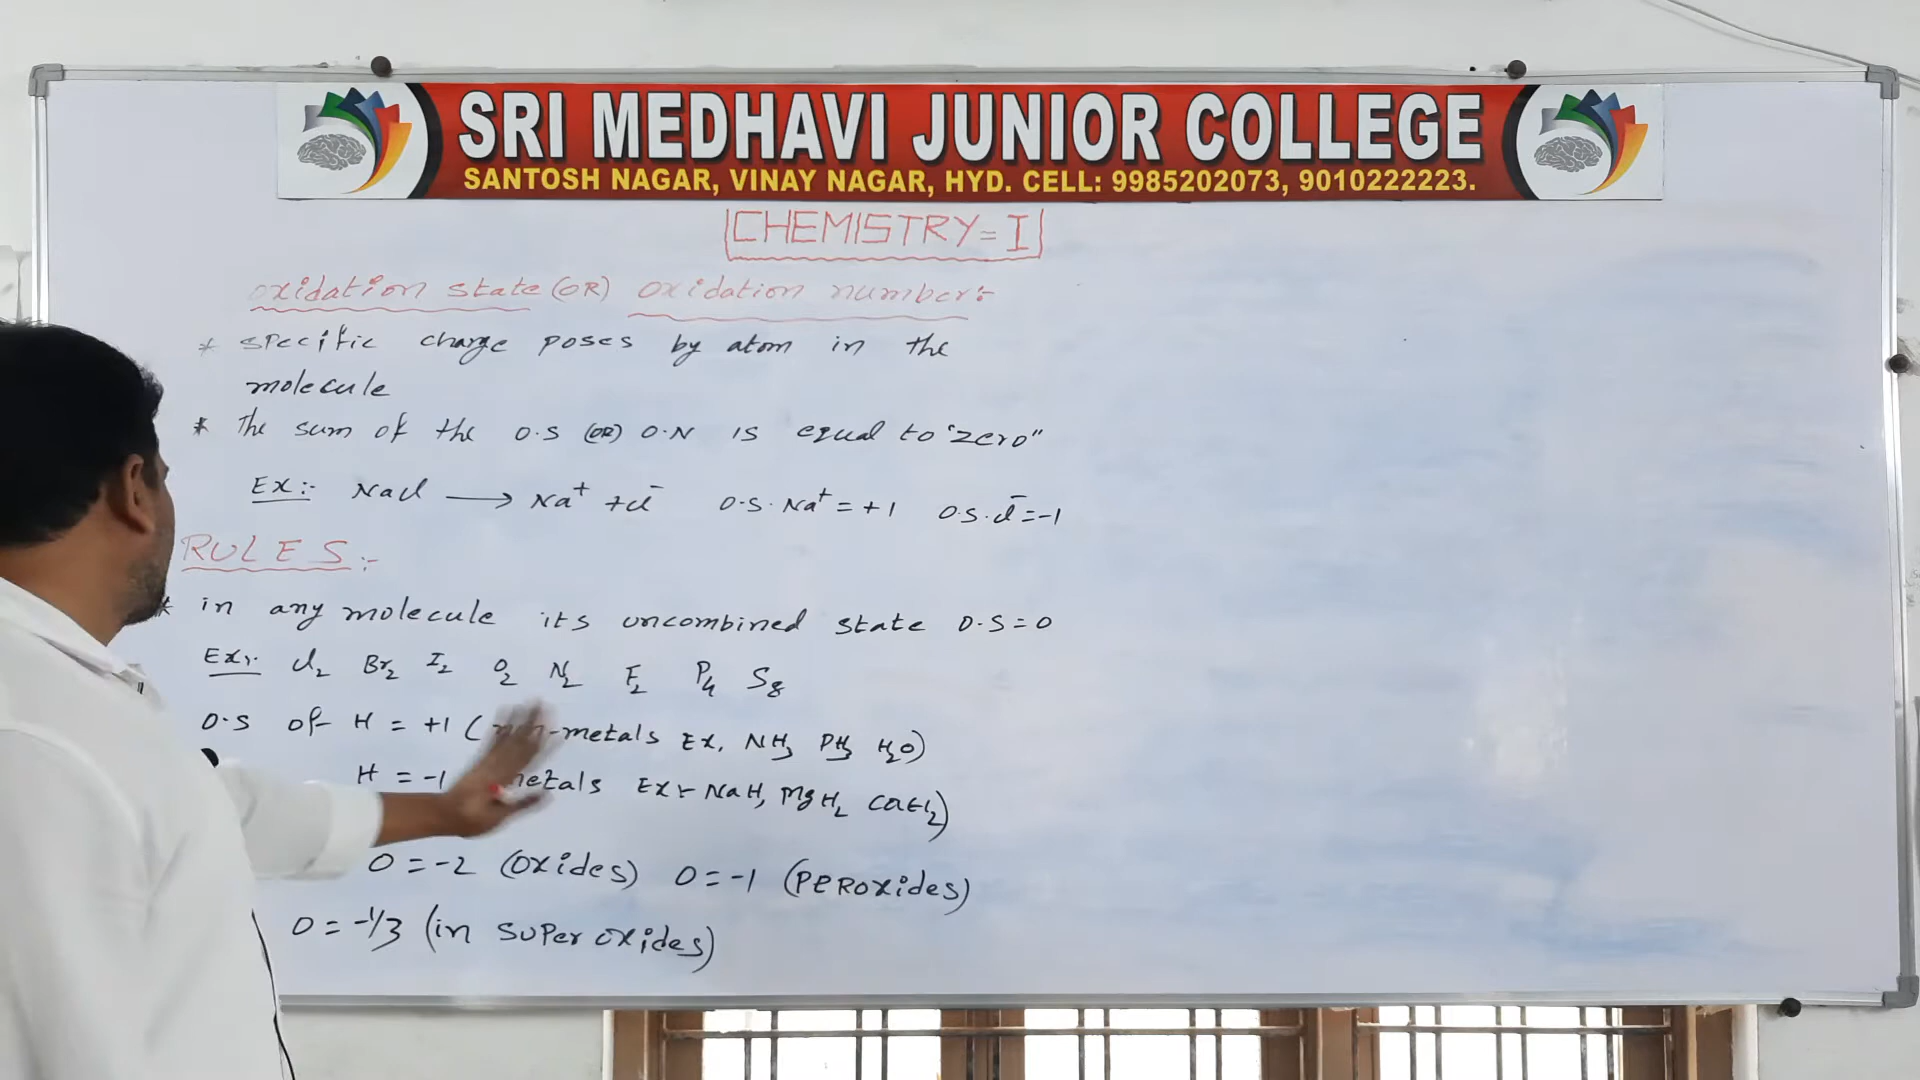 SRI MEDHAVI JUNIOR COLLEGE
SANTOSH NAGAR, VINAY NAGAR, HYD. CELL: 9985202073, 9010222223.
CHEMISTRY=I
oxidation state (OR) oxidation number:-
* specific charge poses by atom in the
molecule
* The sum of the O.S (OR) O.N is equal to "zero"
Ex:- NaCl ⟶ Na⁺ + Cl⁻ O.S. Na⁺ = +1 O.S. Cl⁻ = -1
RULES:-
* in any molecule its uncombined state O.S = 0
Ex:- Cl₂ Br₂ I₂ O₂ N₂ F₂ P₄ S₈
O.S of H = +1 ( non-metals Ex. NH₃ PH₃ H₂O)
H = -1 metals Ex:- NaH, MgH₂ CaH₂)
O = -2 (oxides) O = -1 (PEROxides)
O = -1/3 (in super oxides)